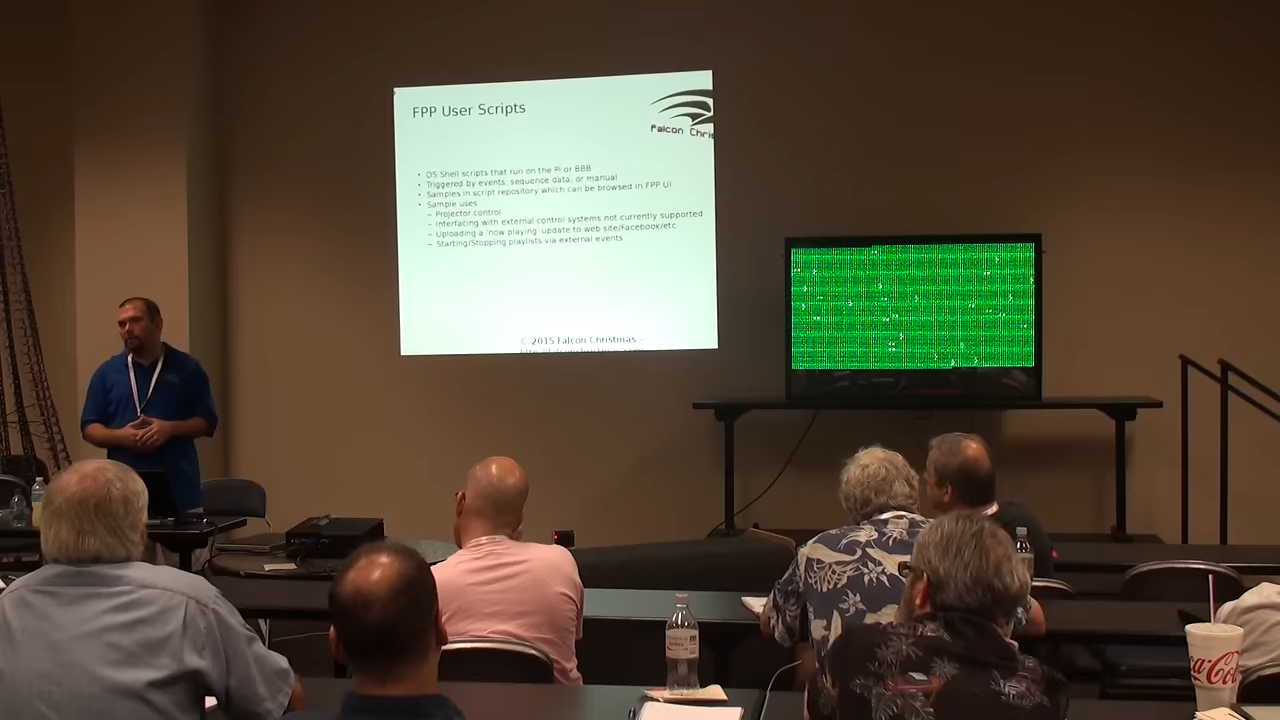 FPP User Scripts
Falcon Chris
• OS Shell scripts that run on the Pi or BBB
• Triggered by events, sequence data, or manual
• Samples in script repository which can be browsed in FPP UI
• Sample uses
– Projector control
– Interfacing with external control systems not currently supported
– Uploading a 'now playing' update to web site/Facebook/etc
– Starting/Stopping playlists via external events
© 2015 Falcon Christmas -
a-Col